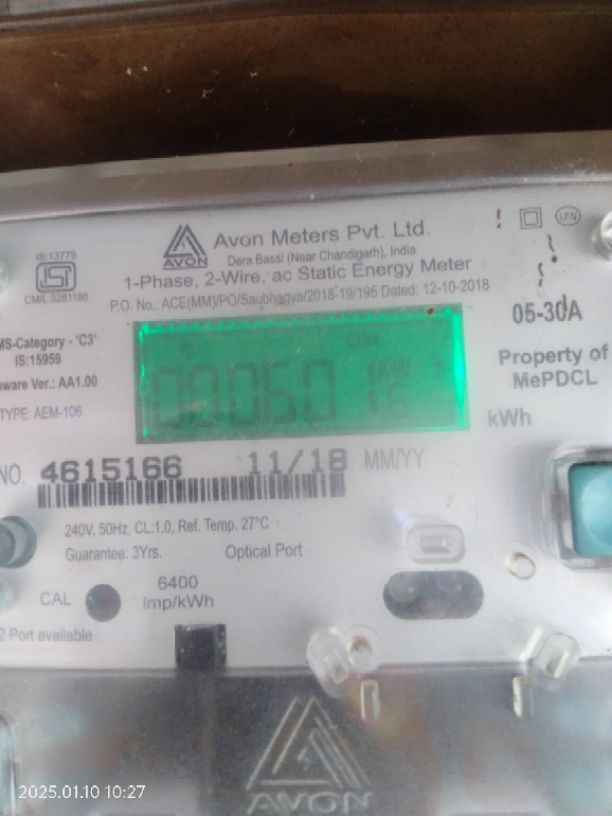 Avon Meters Pvt. Ltd.
AVON
Dera Bassi (Near Chandigarh), India
IS:13779
1-Phase, 2-Wire, ac Static Energy Meter
CM/L:0281180
P.O. No.: ACE(MM)/PO/Saubhagya/2018-19/195 Dated: 12-10-2018
05-30A
MS-Category - 'C3'
IS:15959
Property of
MePDCL
ware Ver.: AA1.00
TYPE: AEM-106
kWh
NO. 4615166 11/18 MM/YY
240V, 50Hz, CL:1.0, Ref. Temp. 27°C
Guarantee: 3Yrs. Optical Port
CAL
6400
imp/kWh
2 Port available
AVON
2025.01.10 10:27